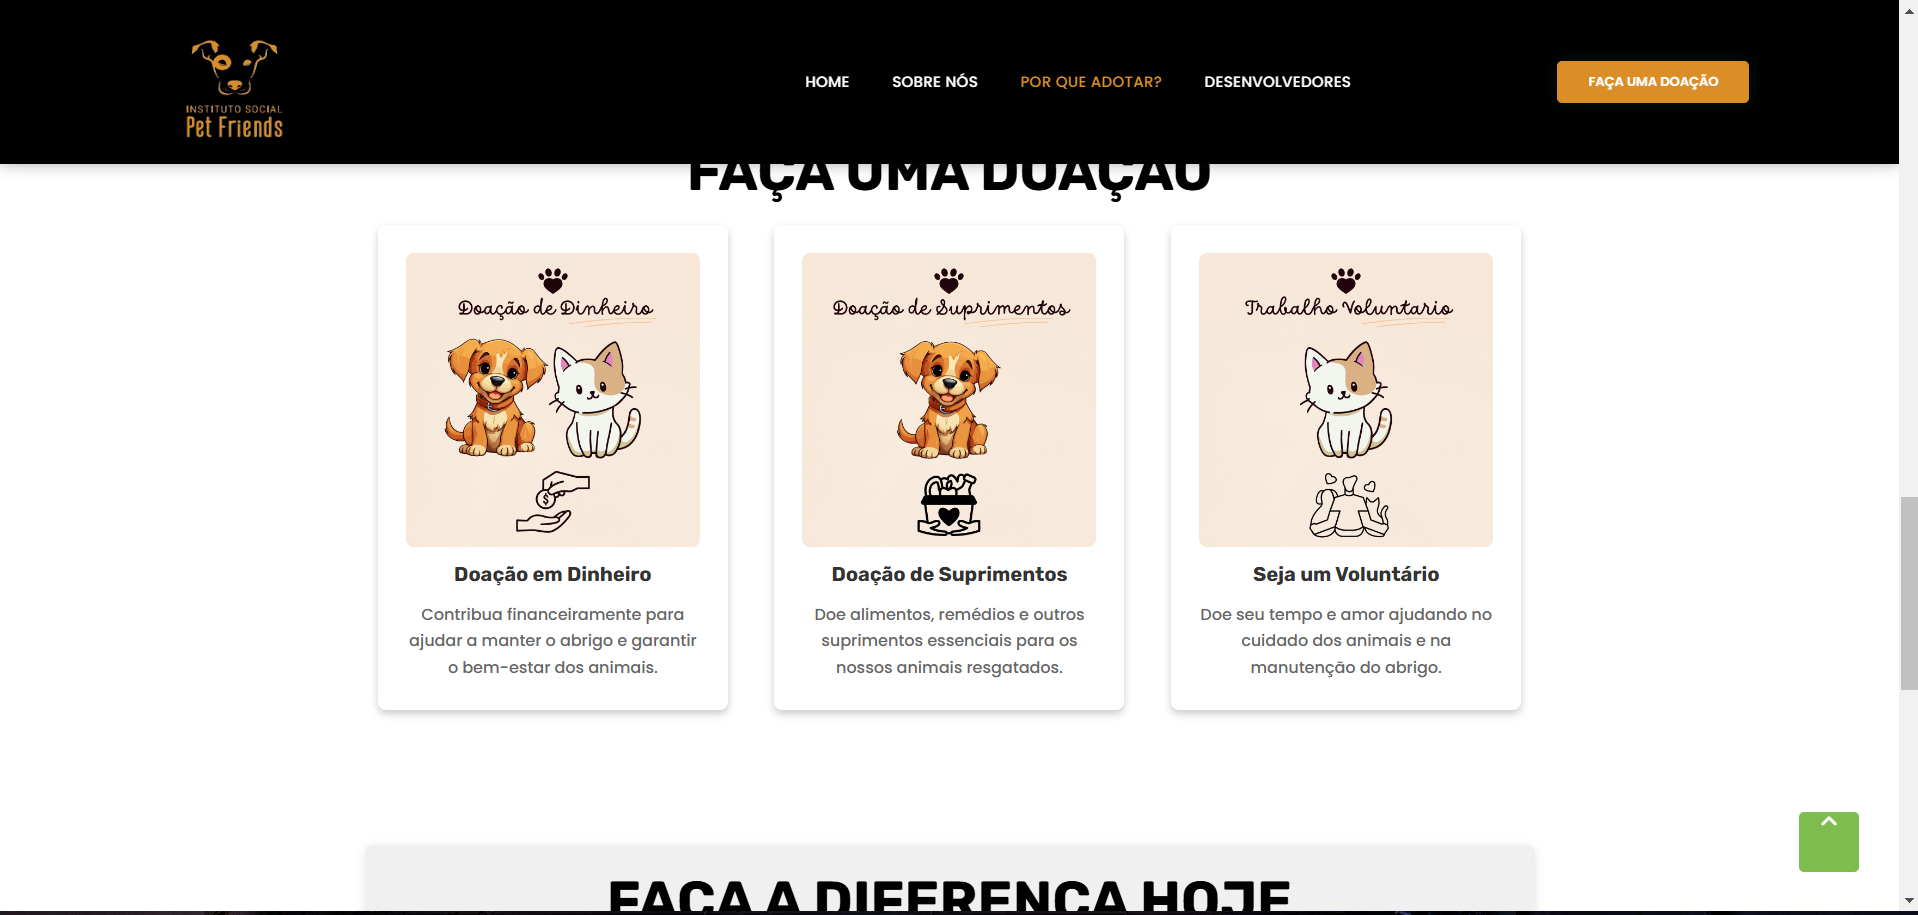 INSTITUTO SOCIAL
Pet Friends
HOME
SOBRE NÓS
POR QUE ADOTAR?
DESENVOLVEDORES
FAÇA UMA DOAÇÃO
FAÇA UMA DOAÇÃO
Doação de Dinheiro
$
Doação em Dinheiro
Contribua financeiramente para
ajudar a manter o abrigo e garantir
o bem-estar dos animais.
Doação de Suprimentos
Doação de Suprimentos
Doe alimentos, remédios e outros
suprimentos essenciais para os
nossos animais resgatados.
Trabalho Voluntario
Seja um Voluntário
Doe seu tempo e amor ajudando no
cuidado dos animais e na
manutenção do abrigo.
FAÇA A DIFERENÇA HOJE